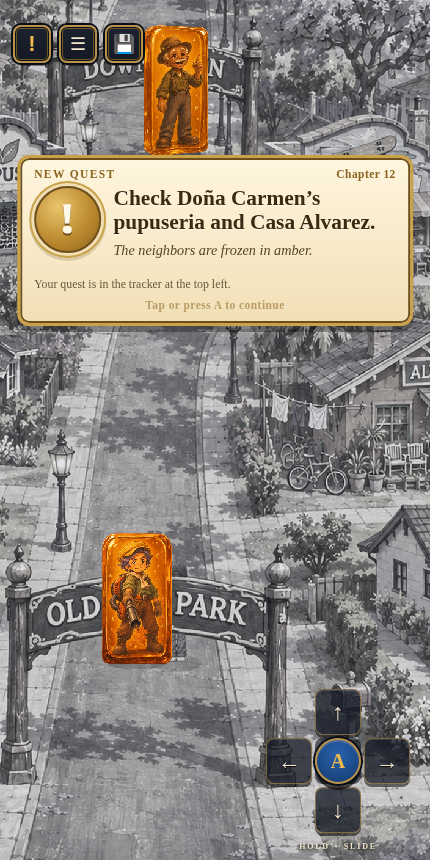 !
DOW
N
NEW QUEST
Chapter 12
!
Check Doña Carmen's
pupuseria and Casa Alvarez.
The neighbors are frozen in amber.
Your quest is in the tracker at the top left.
Tap or press A to continue
AL
OLD PARK
↑
← A →
↓
HOLD • SLIDE